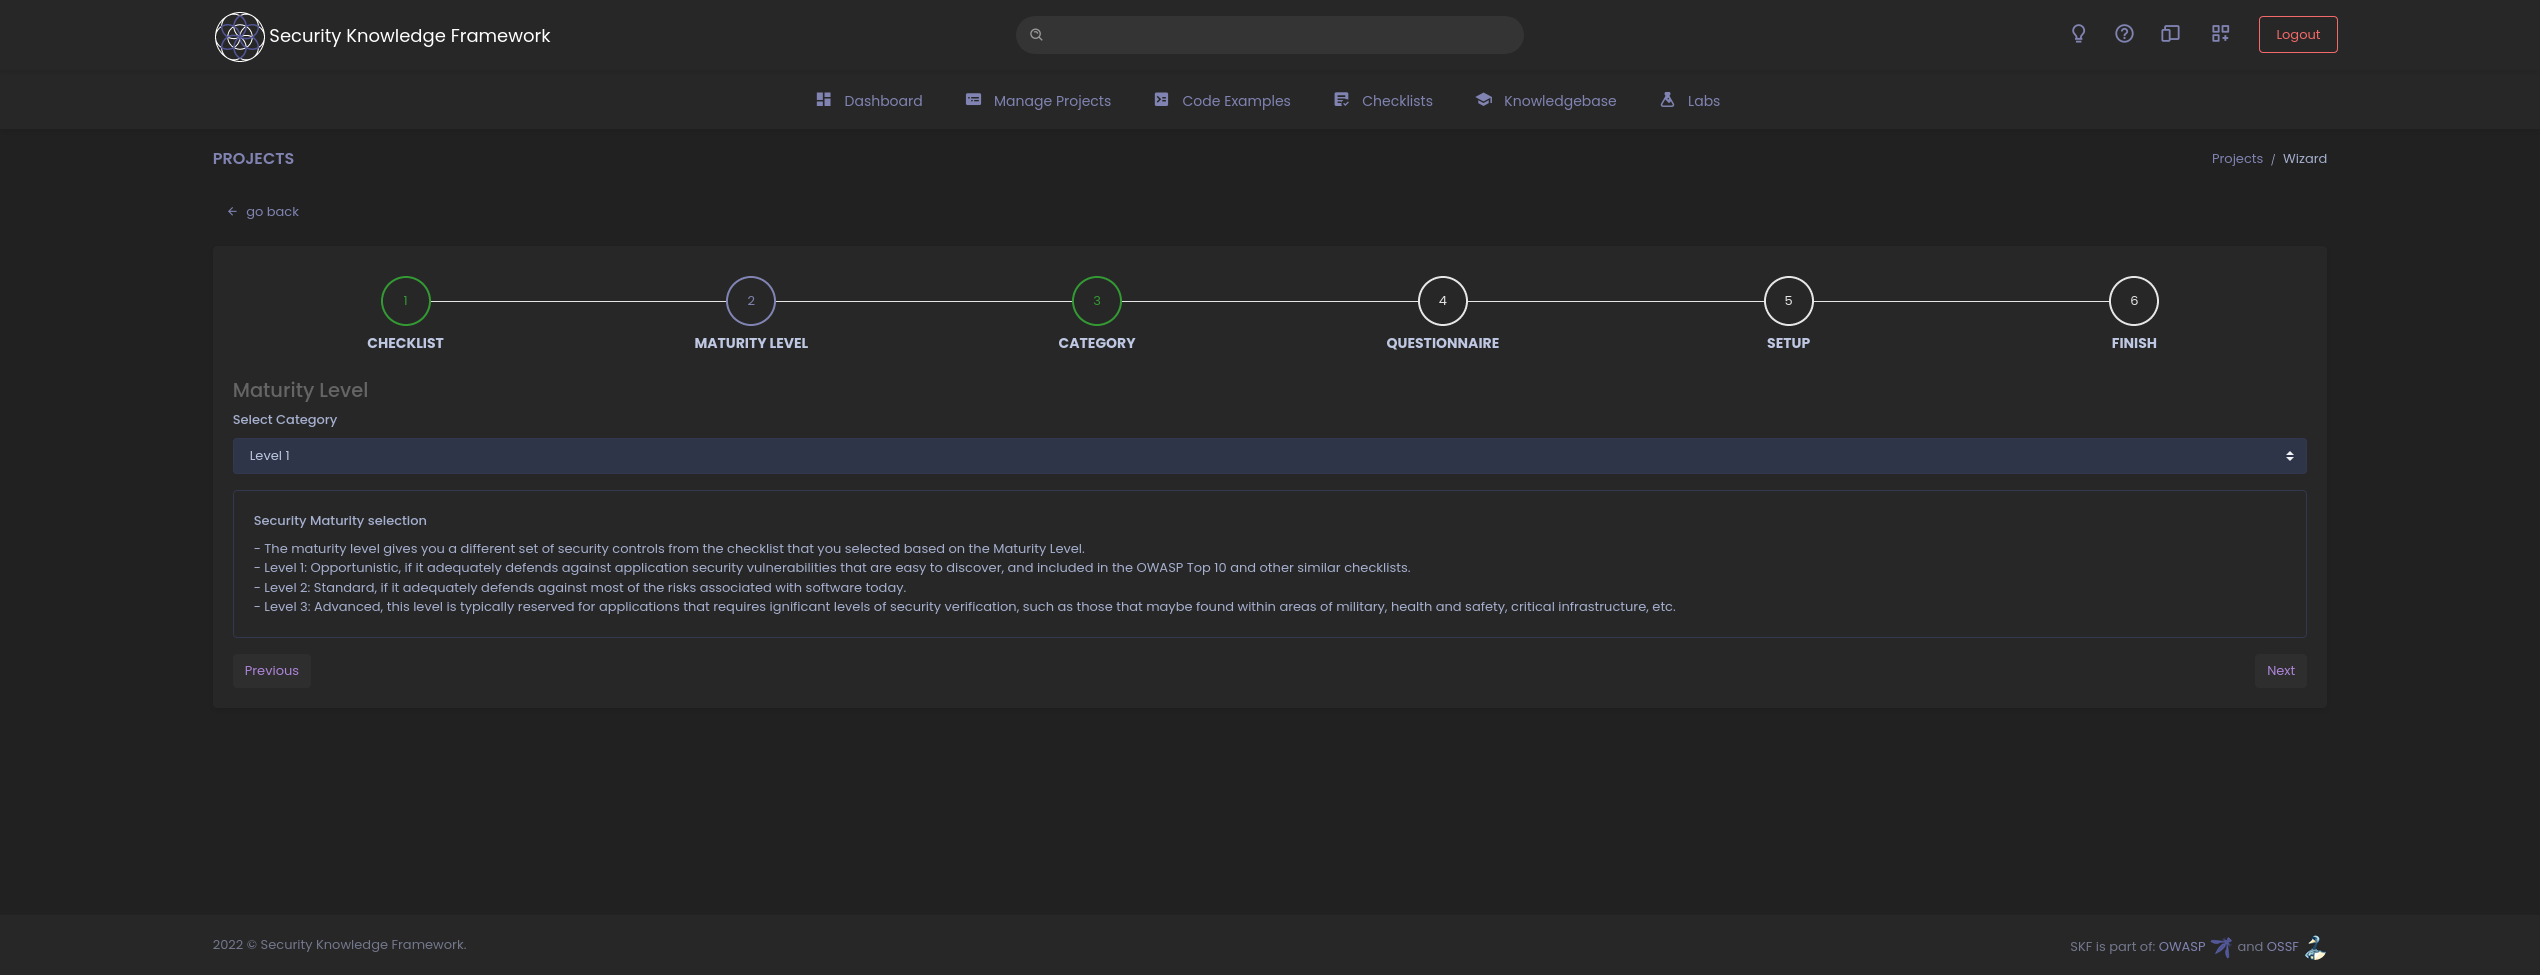 Security Knowledge Framework
Logout
Dashboard
Manage Projects
Code Examples
Checklists
Knowledgebase
Labs
PROJECTS
Projects / Wizard
go back
1
2
3
4
5
6
CHECKLIST
MATURITY LEVEL
CATEGORY
QUESTIONNAIRE
SETUP
FINISH
Maturity Level
Select Category
Level 1
Security Maturity selection
- The maturity level gives you a different set of security controls from the checklist that you selected based on the Maturity Level.
- Level 1: Opportunistic, if it adequately defends against application security vulnerabilities that are easy to discover, and included in the OWASP Top 10 and other similar checklists.
- Level 2: Standard, if it adequately defends against most of the risks associated with software today.
- Level 3: Advanced, this level is typically reserved for applications that requires ignificant levels of security verification, such as those that maybe found within areas of military, health and safety, critical infrastructure, etc.
Previous
Next
2022 © Security Knowledge Framework.
SKF is part of: OWASP and OSSF